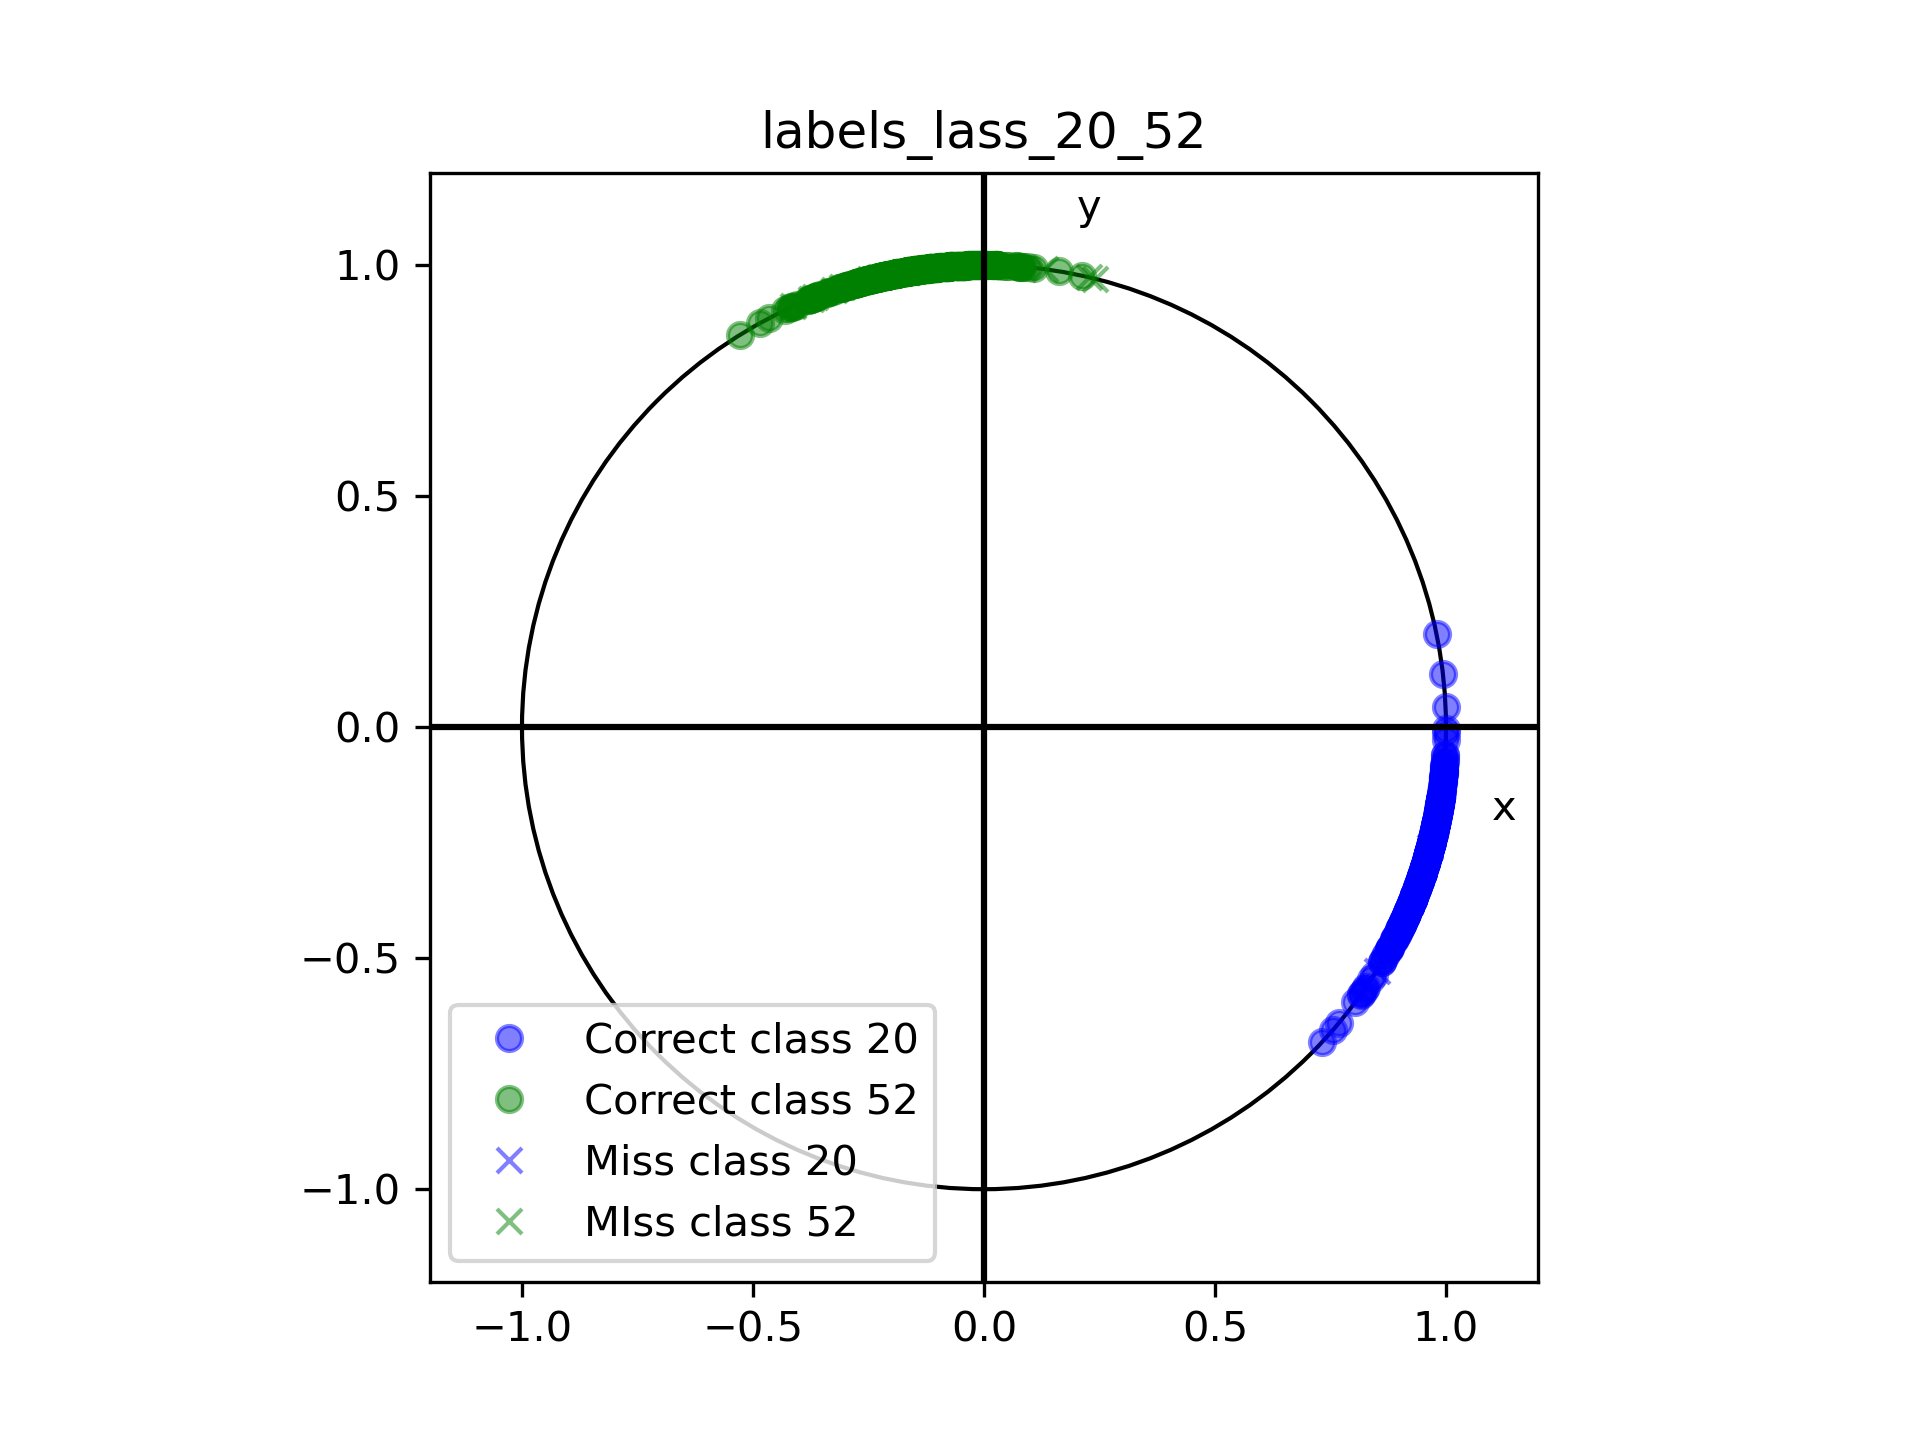 labels_lass_20_52
y
1.0
0.5
0.0
x
−0.5
−1.0
Correct class 20
Correct class 52
Miss class 20
MIss class 52
−1.0 −0.5 0.0 0.5 1.0